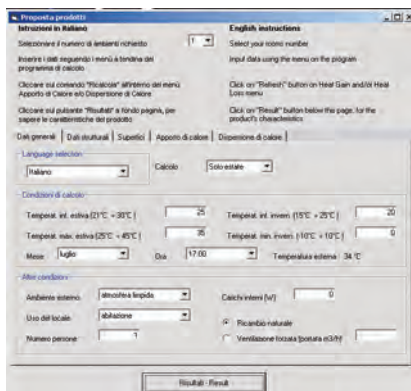 Proposta prodotti
Istruzioni in Italiano
English instructions
Selezionare il numero di ambienti richiesto
1
Select your rooms number
Inserire i dati seguendo i menù a tendina del
programma di calcolo
Input data using the menu on the program
Cliccare sul comando "Ricalcola" all'interno del menù
Apporto di Calore e/o Dispersione di Calore
Click on "Refresh" button on Heat Gain and/or Heat
Loss menu
Cliccare sul pulsante "Risultati" a fondo pagina, per
sapere le caratteristiche del prodotto
Click on "Result" button below this page, for the
product's characteristics
Dati generali
Dati strutturali
Superfici
Apporto di calore
Dispersione di calore
Language selection
Italiano
Calcolo
Solo estate
Condizioni di calcolo
Temperat. int. estiva (21°C ÷ 30°C)
25
Temperat. int. invern. (15°C ÷ 25°C)
20
Temperat. max. estiva (25°C ÷ 45°C)
35
Temperat. min. invern. (-10°C ÷ 10°C)
0
Mese
luglio
Ora
17:00
Temperatura esterna
34 °C
Altre condizioni
Ambiente esterno
atmosfera limpida
Carichi interni [W]
0
Uso del locale
abitazione
Ricambio naturale
Numero persone
1
Ventilazione forzata [portata m3/h]
Risultati - Result